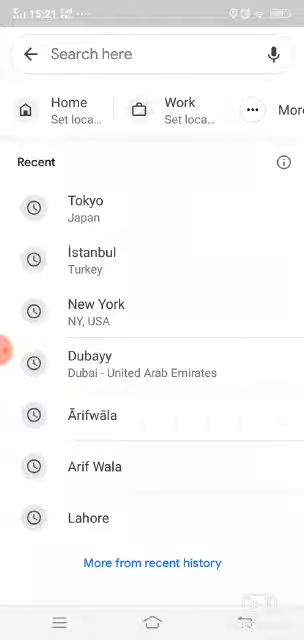 15:21
Search here
Home
Set loca...
Work
Set loca...
More
Recent
Tokyo
Japan
İstanbul
Turkey
New York
NY, USA
Dubayy
Dubai - United Arab Emirates
Ārifwāla
Arif Wala
Lahore
More from recent history